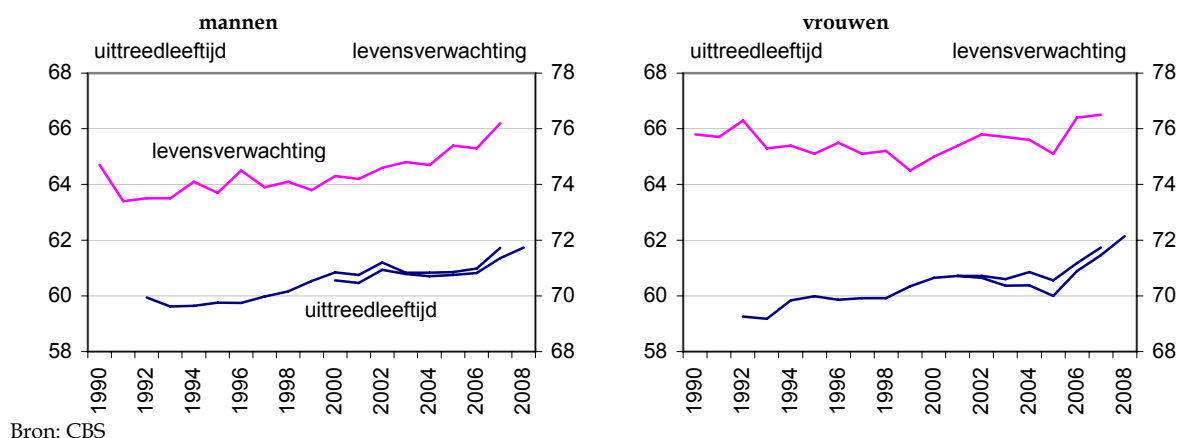 mannen
uittreedleeftijd levensverwachting
68 78
66 76
levensverwachting
64 74
62 72
60 70
uittreedleeftijd
58 68
1990 1992 1994 1996 1998 2000 2002 2004 2006 2008
vrouwen
uittreedleeftijd levensverwachting
68 78
66 76
64 74
62 72
60 70
58 68
1990 1992 1994 1996 1998 2000 2002 2004 2006 2008
Bron: CBS